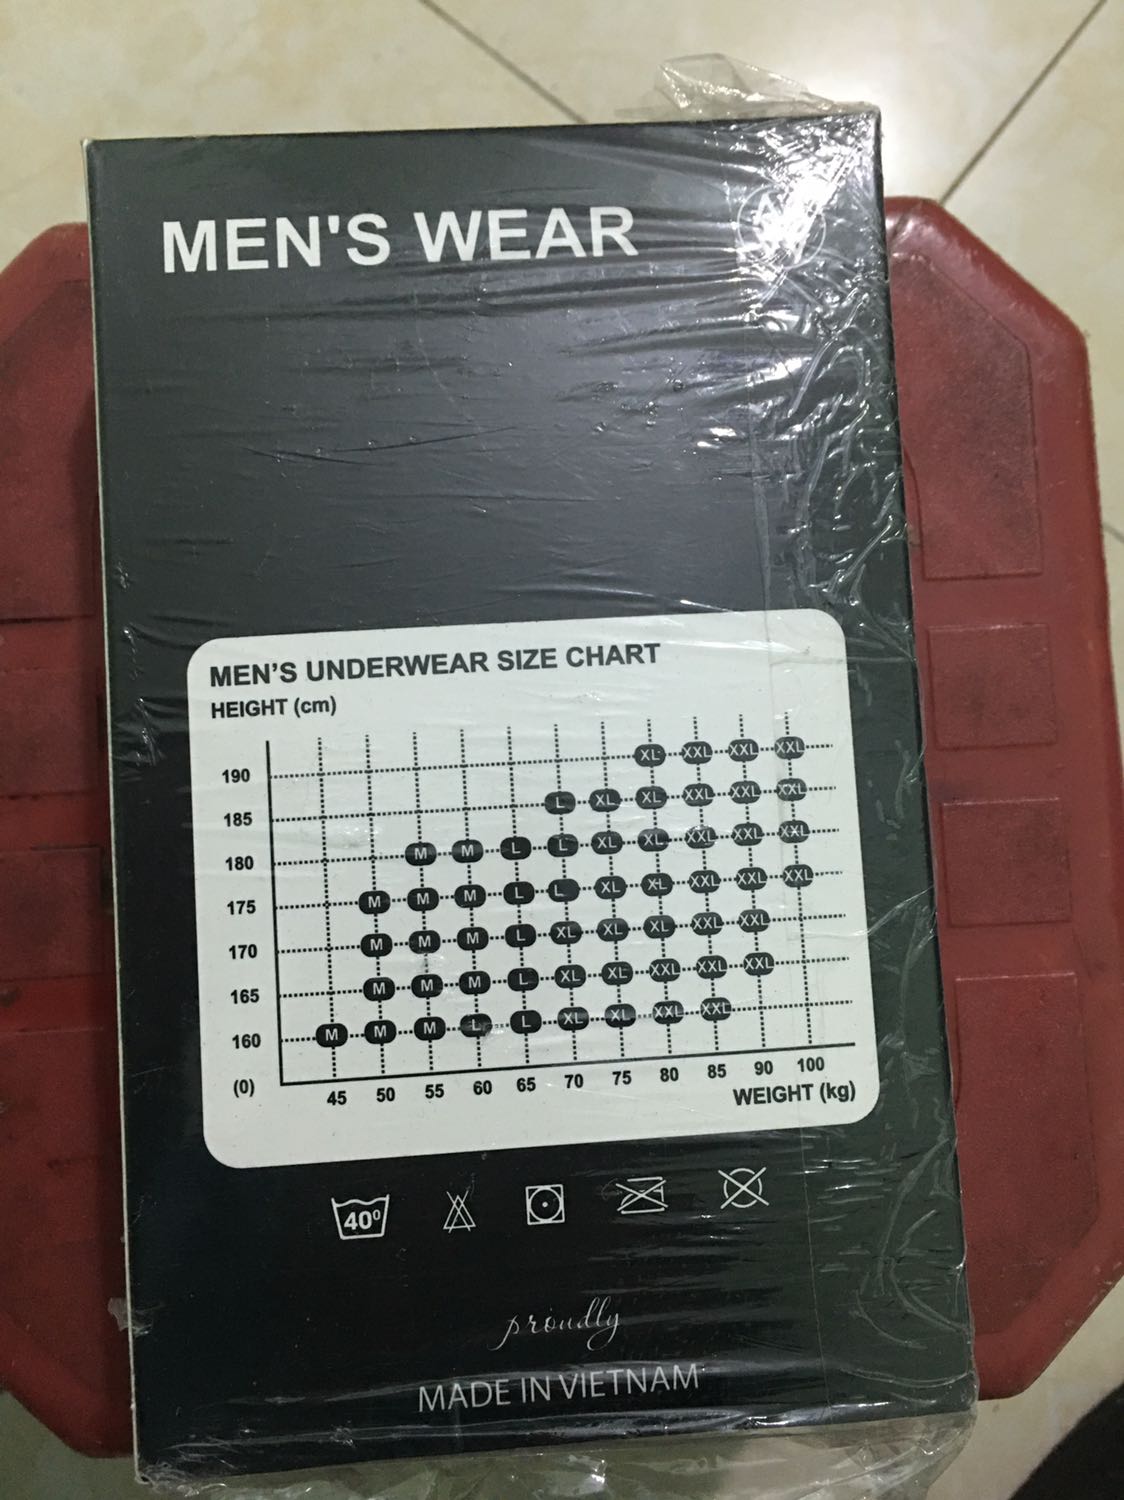 MEN'S WEAR
MEN'S UNDERWEAR SIZE CHART
HEIGHT (cm)
190 XL XXL XXL XXL
185 L XL XL XXL XXL XXL
180 M M L L XL XL XXL XXL XXL
175 M M M L L XL XL XXL XXL XXL
170 M M M L XL XL XL XXL XXL
165 M M M L XL XL XXL XXL XXL
160 M M M L L XL XL XXL XXL
(0) 45 50 55 60 65 70 75 80 85 90 100
WEIGHT (kg)
40⁰
proudly
MADE IN VIETNAM